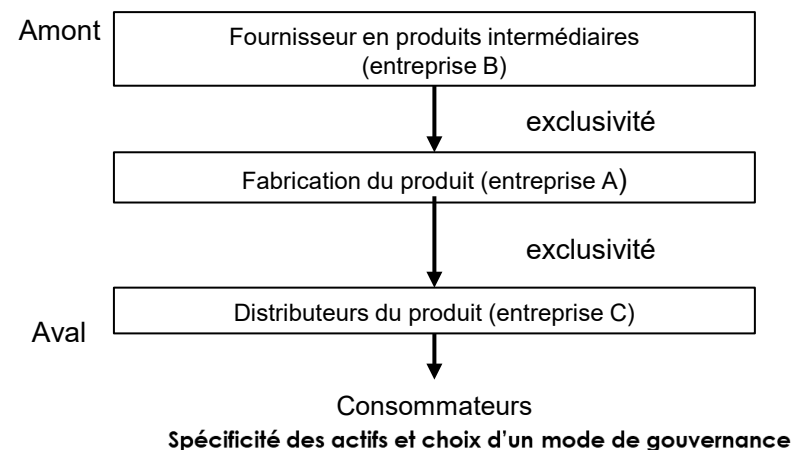 Amont
Fournisseur en produits intermédiaires
(entreprise B)
exclusivité
Fabrication du produit (entreprise A)
exclusivité
Distributeurs du produit (entreprise C)
Aval
Consommateurs
Spécificité des actifs et choix d'un mode de gouvernance